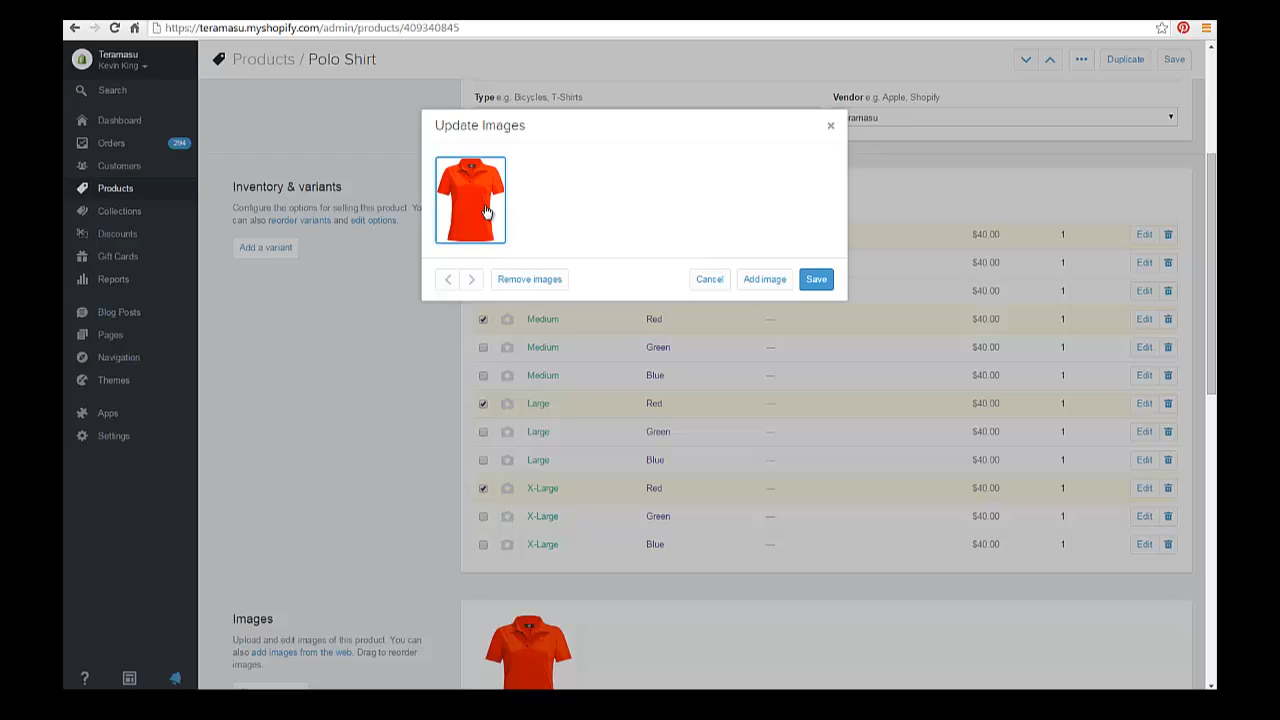 https://teramasu.myshopify.com/admin/products/409340845
Teramasu
Kevin King
Search
Dashboard
Orders 294
Customers
Products
Collections
Discounts
Gift Cards
Reports
Blog Posts
Pages
Navigation
Themes
Apps
Settings
?
Products / Polo Shirt
Duplicate
Save
Type e.g. Bicycles, T-Shirts
Vendor e.g. Apple, Shopify
Update Images
×
Remove images
Cancel
Add image
Save
Inventory & variants
Configure the options for selling this product.
can also reorder variants and edit options.
Add a variant
$40.00 1 Edit
$40.00 1 Edit
$40.00 1 Edit
Medium Red — $40.00 1 Edit
Medium Green — $40.00 1 Edit
Medium Blue — $40.00 1 Edit
Large Red — $40.00 1 Edit
Large Green — $40.00 1 Edit
Large Blue — $40.00 1 Edit
X-Large Red — $40.00 1 Edit
X-Large Green — $40.00 1 Edit
X-Large Blue — $40.00 1 Edit
Images
Upload and edit images of this product. You can
also add images from the web. Drag to reorder
images.